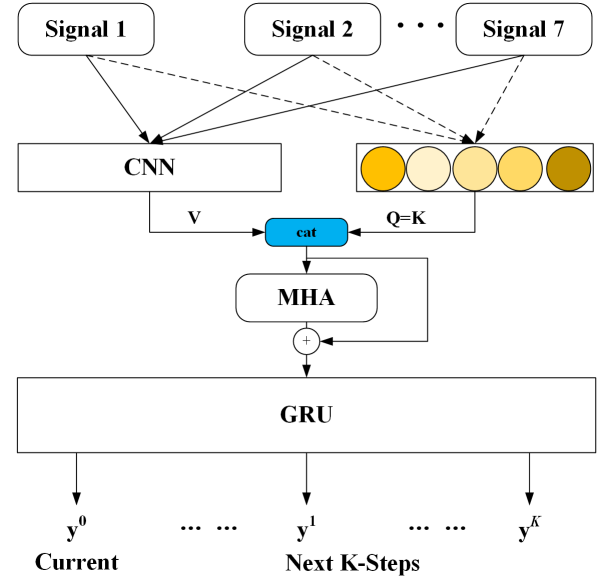 Signal 1 Signal 2 ··· Signal 7
CNN
V Q=K
cat
MHA
+
GRU
y⁰ ··· ··· y¹ ··· ··· yᴷ
Current Next K-Steps